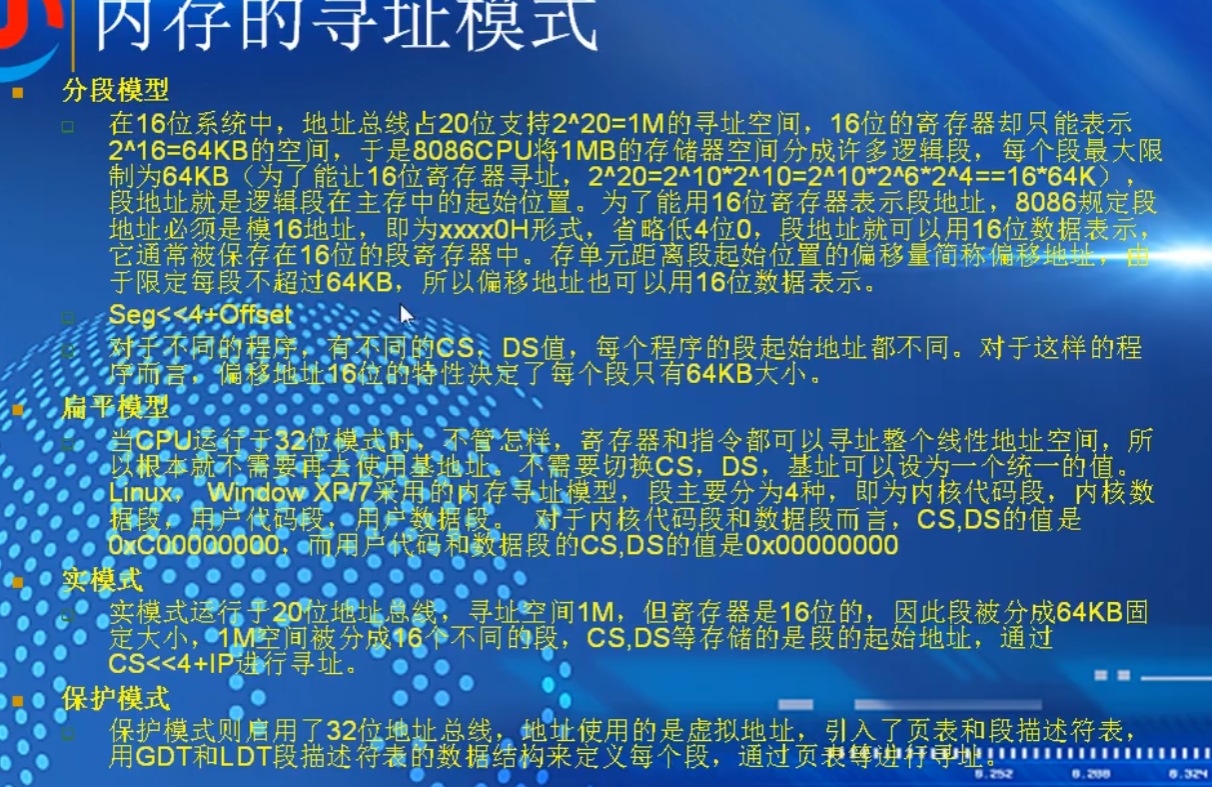 内存的寻址模式
分段模型
在16位系统中，地址总线占20位支持2^20=1M的寻址空间，16位的寄存器却只能表示
2^16=64KB的空间，于是8086CPU将1MB的存储器空间分成许多逻辑段，每个段最大限
制为64KB（为了能让16位寄存器寻址，2^20=2^10*2^10=2^10*2^6*2^4==16*64K），
段地址就是逻辑段在主存中的起始位置。为了能用16位寄存器表示段地址，8086规定段
地址必须是模16地址，即为xxxx0H形式，省略低4位0，段地址就可以用16位数据表示，
它通常被保存在16位的段寄存器中。存单元距离段起始位置的偏移量简称偏移地址，由
于限定每段不超过64KB，所以偏移地址也可以用16位数据表示。
Seg<<4+Offset
对于不同的程序，有不同的CS，DS值，每个程序的段起始地址都不同。对于这样的程
序而言，偏移地址16位的特性决定了每个段只有64KB大小。
扁平模型
当CPU运行于32位模式时，不管怎样，寄存器和指令都可以寻址整个线性地址空间，所
以根本就不需要再去使用基地址。不需要切换CS，DS，基址可以设为一个统一的值。
Linux， Window XP/7采用的内存寻址模型，段主要分为4种，即为内核代码段，内核数
据段，用户代码段，用户数据段。 对于内核代码段和数据段而言，CS,DS的值是
0xC00000000，而用户代码和数据段的CS,DS的值是0x00000000
实模式
实模式运行于20位地址总线，寻址空间1M，但寄存器是16位的，因此段被分成64KB固
定大小，1M空间被分成16个不同的段，CS,DS等存储的是段的起始地址，通过
CS<<4+IP进行寻址。
保护模式
保护模式则启用了32位地址总线，地址使用的是虚拟地址，引入了页表和段描述符表，
用GDT和LDT段描述符表的数据结构来定义每个段，通过页表等进行寻址。
0.252 0.288 0.324